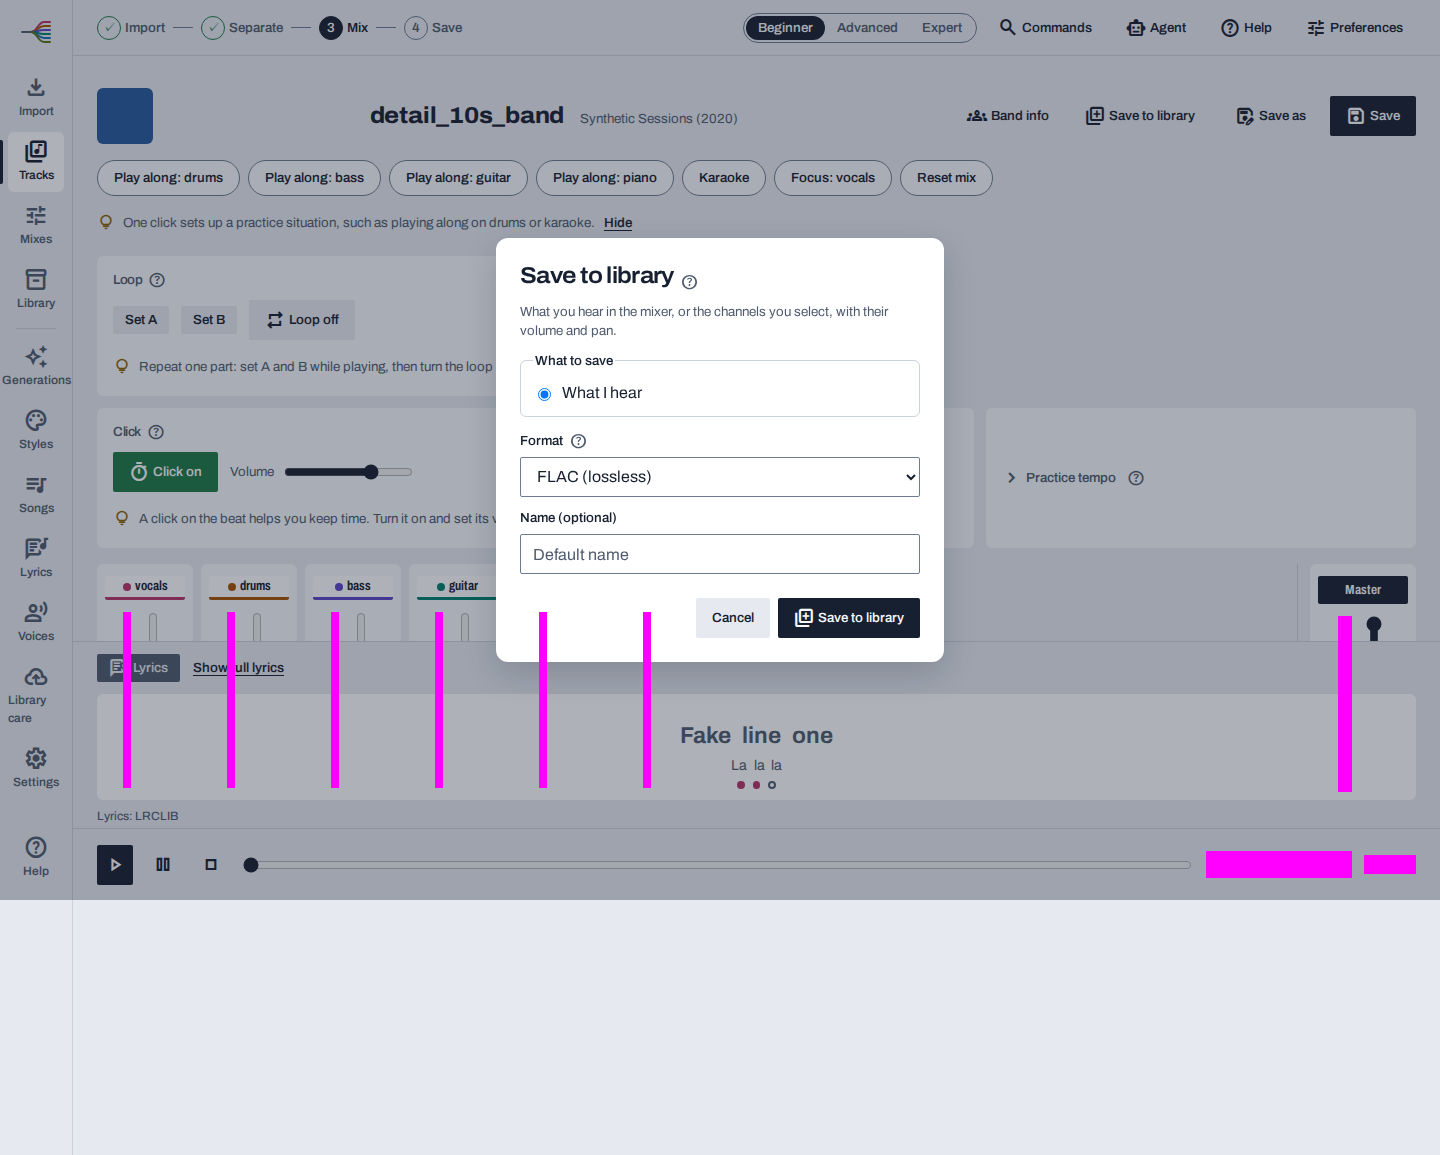 Import
Separate
3 Mix
4 Save
Beginner
Advanced
Expert
Commands
Agent
Help
Preferences
Import
Tracks
Mixes
Library
Generations
Styles
Songs
Lyrics
Voices
Library care
Settings
Help
detail_10s_band
Synthetic Sessions (2020)
Band info
Save to library
Save as
Save
Play along: drums
Play along: bass
Play along: guitar
Play along: piano
Karaoke
Focus: vocals
Reset mix
One click sets up a practice situation, such as playing along on drums or karaoke. Hide
Loop
Set A
Set B
Loop off
Repeat one part: set A and B while playing, then turn the loop
Click
Click on
Volume
A click on the beat helps you keep time. Turn it on and set its
Practice tempo
vocals
drums
bass
guitar
Master
Save to library
What you hear in the mixer, or the channels you select, with their
volume and pan.
What to save
What I hear
Format
FLAC (lossless)
Name (optional)
Default name
Cancel
Save to library
Lyrics
Show full lyrics
Fake line one
La la la
Lyrics: LRCLIB